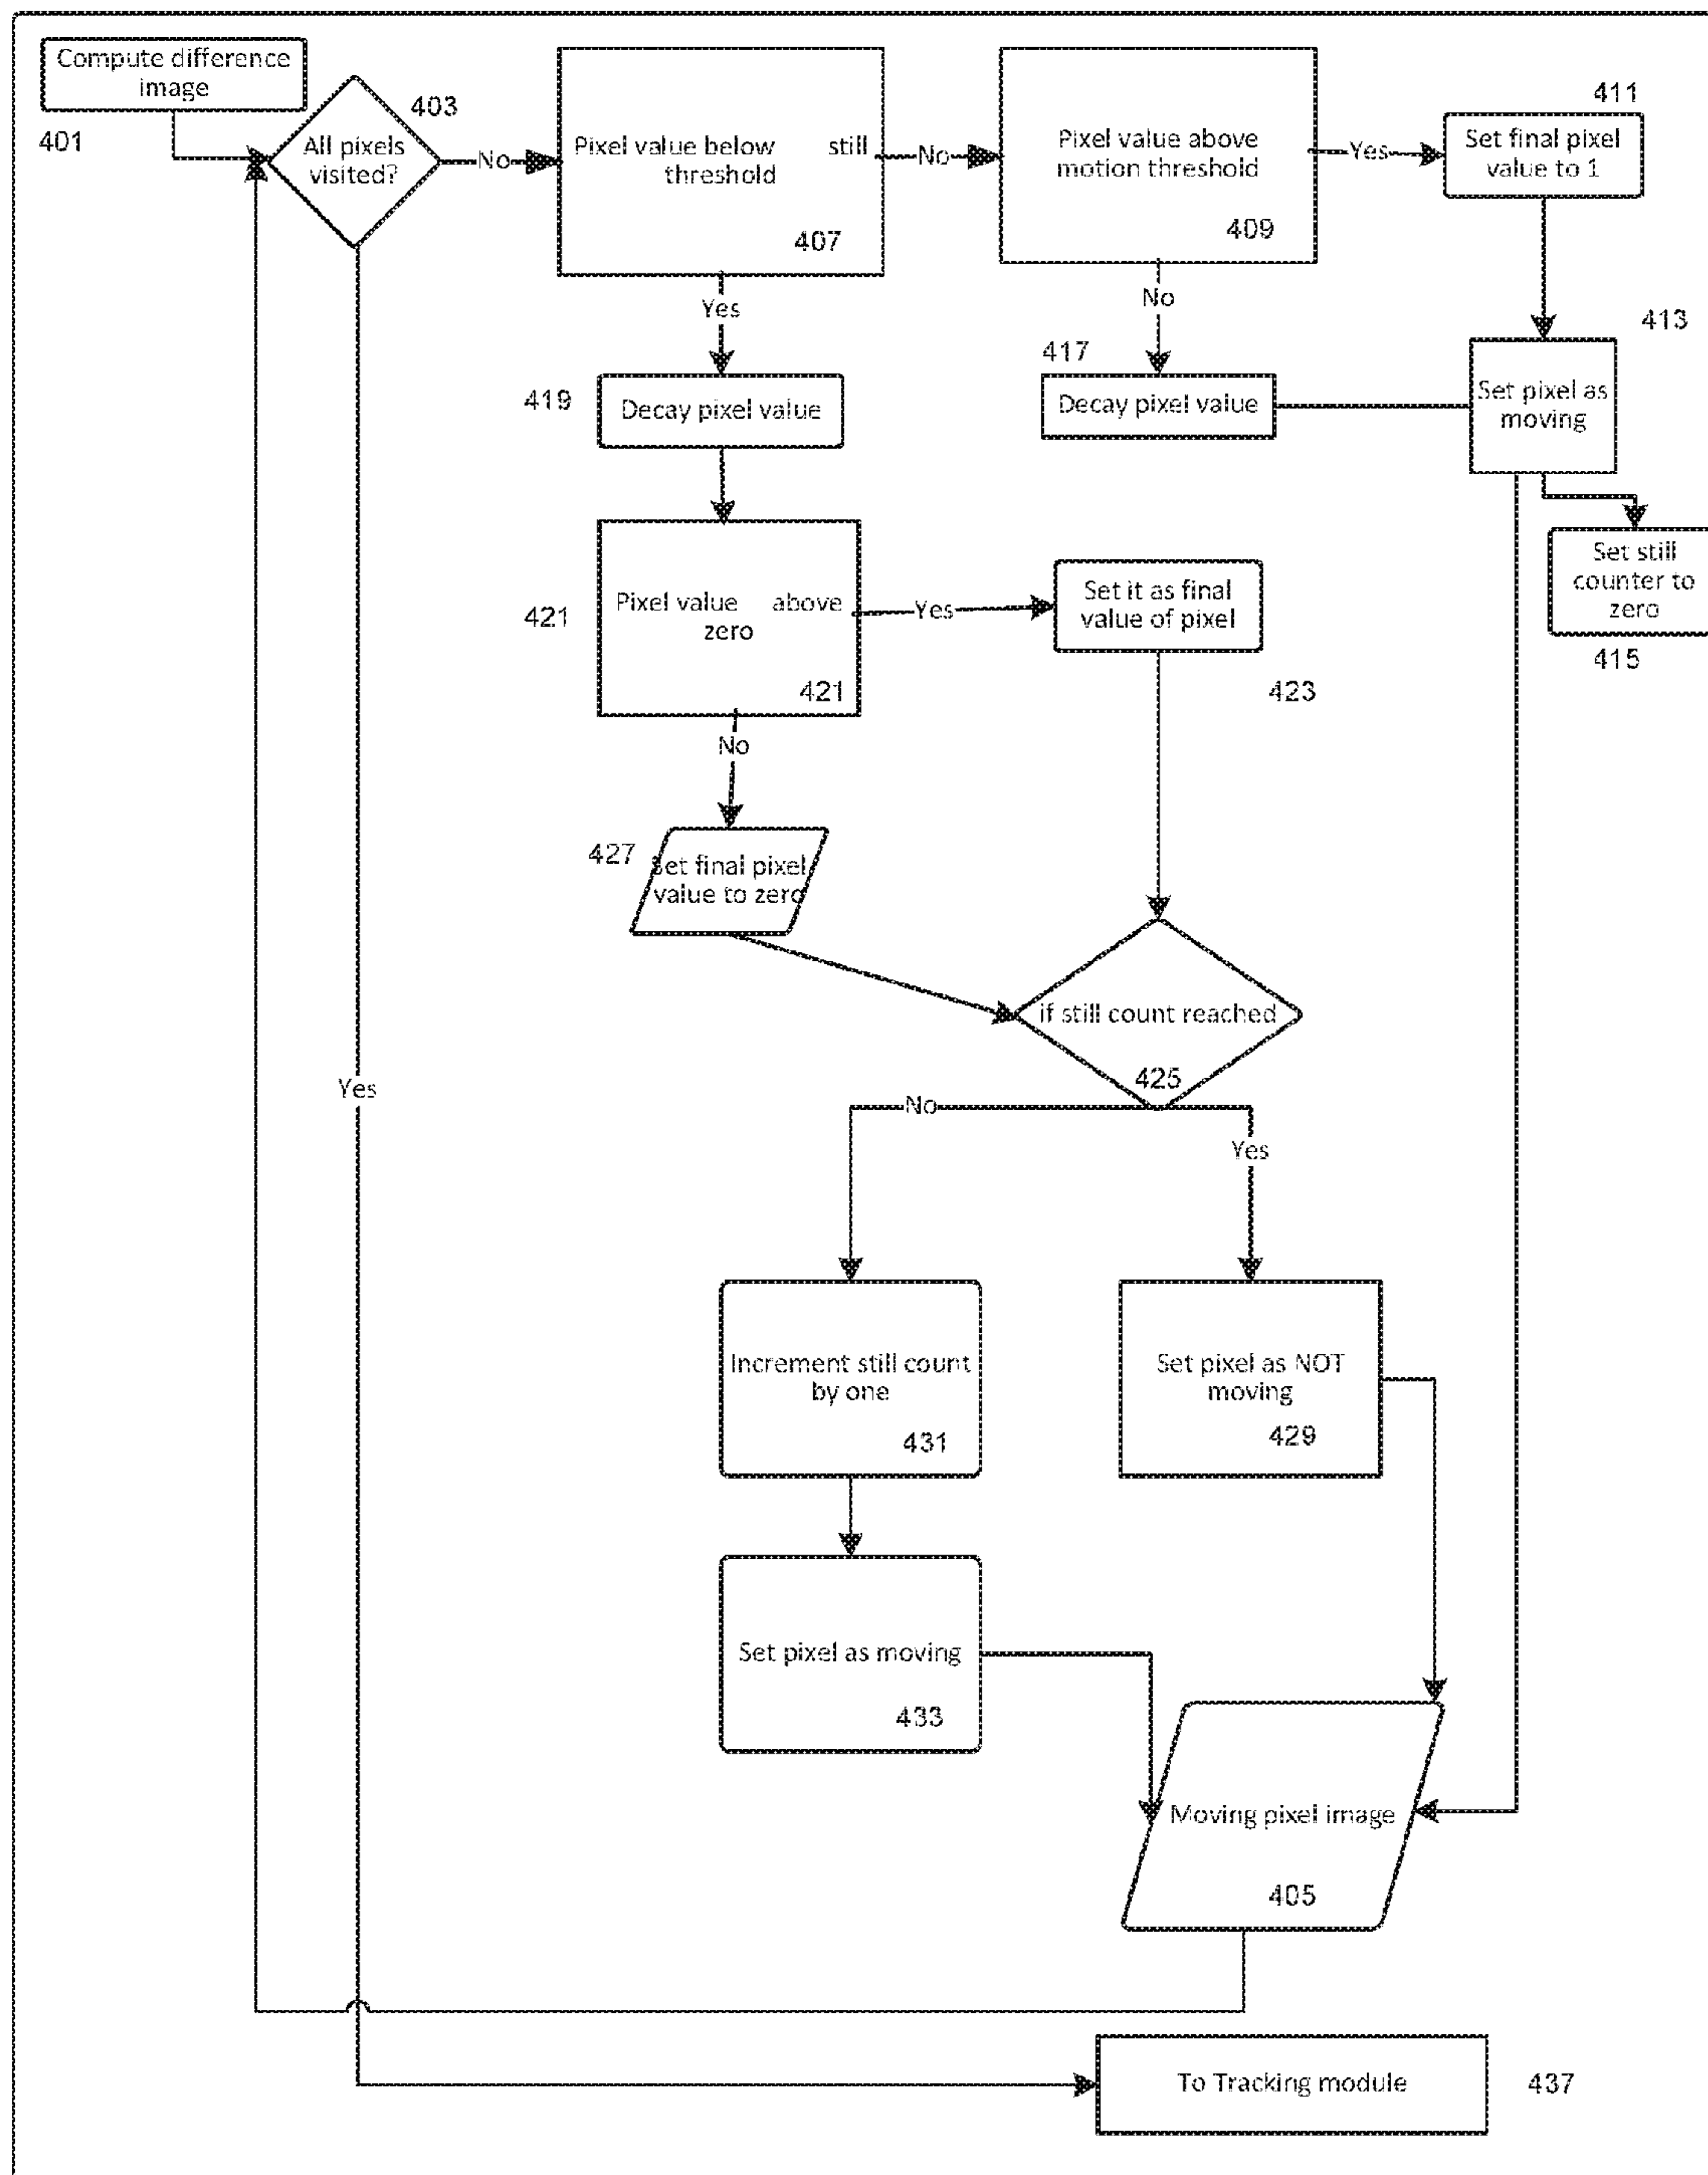 Compute difference
image
401
403
All pixels
visited?
No
Pixel value below still
threshold
407
No
Pixel value above
motion threshold
409
Yes
411
Set final pixel
value to 1
Yes
No
413
419
Decay pixel value
417
Decay pixel value
Set pixel as
moving
Set still
counter to
zero
415
421
Pixel value above
zero
421
Yes
Set it as final
value of pixel
423
No
427
Set final pixel
value to zero
if still count reached
425
Yes
No
Yes
Increment still count
by one
431
Set pixel as NOT
moving
429
Set pixel as moving
433
Moving pixel image
405
To Tracking module
437